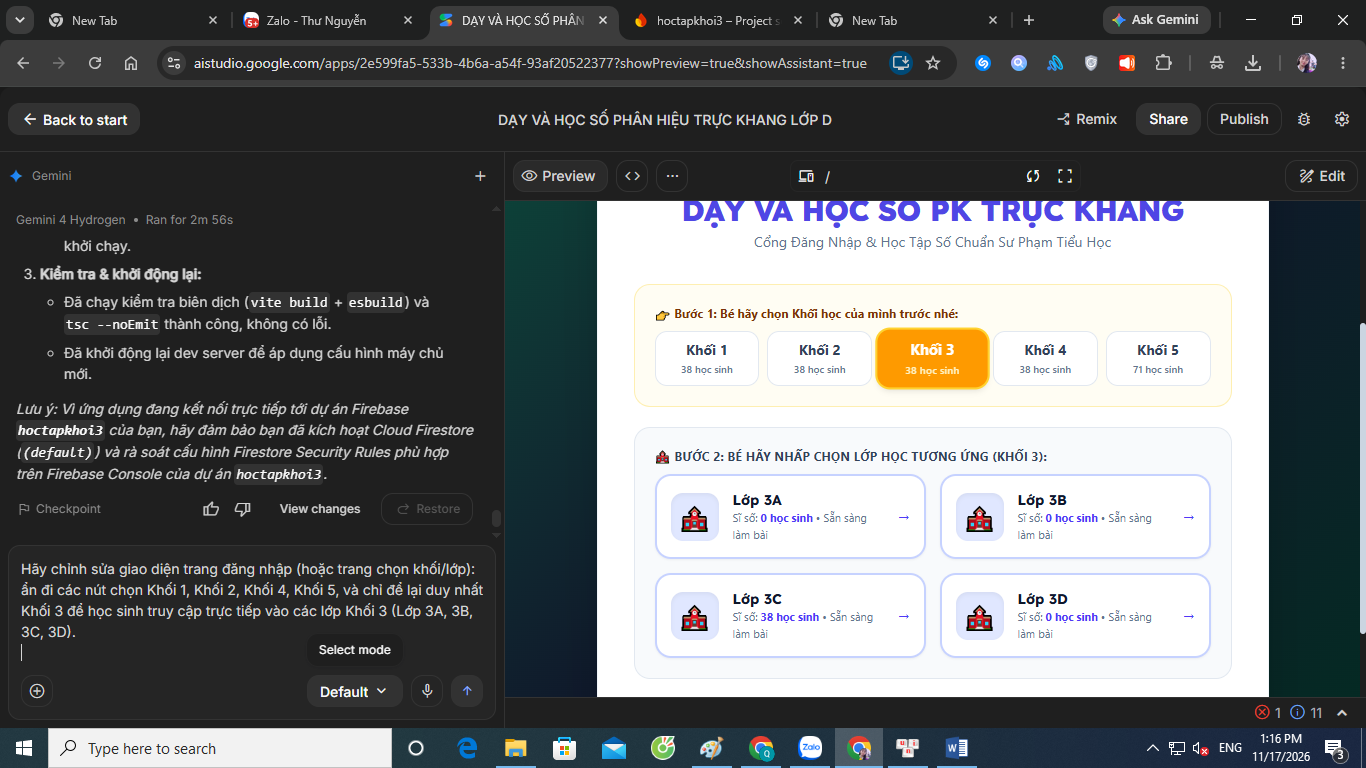 New Tab
Zalo - Thư Nguyễn
DẠY VÀ HỌC SỐ PHÂN
hoctapkhoi3 – Project s
New Tab
Ask Gemini
aistudio.google.com/apps/2e599fa5-533b-4b6a-a54f-93af20522377?showPreview=true&showAssistant=true
Back to start
DẠY VÀ HỌC SỐ PHÂN HIỆU TRỰC KHANG LỚP D
Remix
Share
Publish
Gemini
Preview
/
Edit
Gemini 4 Hydrogen • Ran for 2m 56s
khởi chạy.
3. Kiểm tra & khởi động lại:
Đã chạy kiểm tra biên dịch (vite build + esbuild) và
tsc --noEmit thành công, không có lỗi.
Đã khởi động lại dev server để áp dụng cấu hình máy chủ
mới.
Lưu ý: Vì ứng dụng đang kết nối trực tiếp tới dự án Firebase
hoctapkhoi3 của bạn, hãy đảm bảo bạn đã kích hoạt Cloud Firestore
((default)) và rà soát cấu hình Firestore Security Rules phù hợp
trên Firebase Console của dự án hoctapkhoi3.
Checkpoint
View changes
Restore
Hãy chỉnh sửa giao diện trang đăng nhập (hoặc trang chọn khối/lớp):
ẩn đi các nút chọn Khối 1, Khối 2, Khối 4, Khối 5, và chỉ để lại duy nhất
Khối 3 để học sinh truy cập trực tiếp vào các lớp Khối 3 (Lớp 3A, 3B,
3C, 3D).
Select mode
Default
DẠY VÀ HỌC SỐ PK TRỰC KHANG
Cổng Đăng Nhập & Học Tập Số Chuẩn Sư Phạm Tiểu Học
👉 Bước 1: Bé hãy chọn Khối học của mình trước nhé:
Khối 1
38 học sinh
Khối 2
38 học sinh
Khối 3
38 học sinh
Khối 4
38 học sinh
Khối 5
71 học sinh
🏫 BƯỚC 2: BÉ HÃY NHẤP CHỌN LỚP HỌC TƯƠNG ỨNG (KHỐI 3):
Lớp 3A
Sĩ số: 0 học sinh • Sẵn sàng
làm bài
→
Lớp 3B
Sĩ số: 0 học sinh • Sẵn sàng
làm bài
→
Lớp 3C
Sĩ số: 38 học sinh • Sẵn sàng
làm bài
→
Lớp 3D
Sĩ số: 0 học sinh • Sẵn sàng
làm bài
→
1
11
Type here to search
Zalo
ENG
1:16 PM
11/17/2026
3